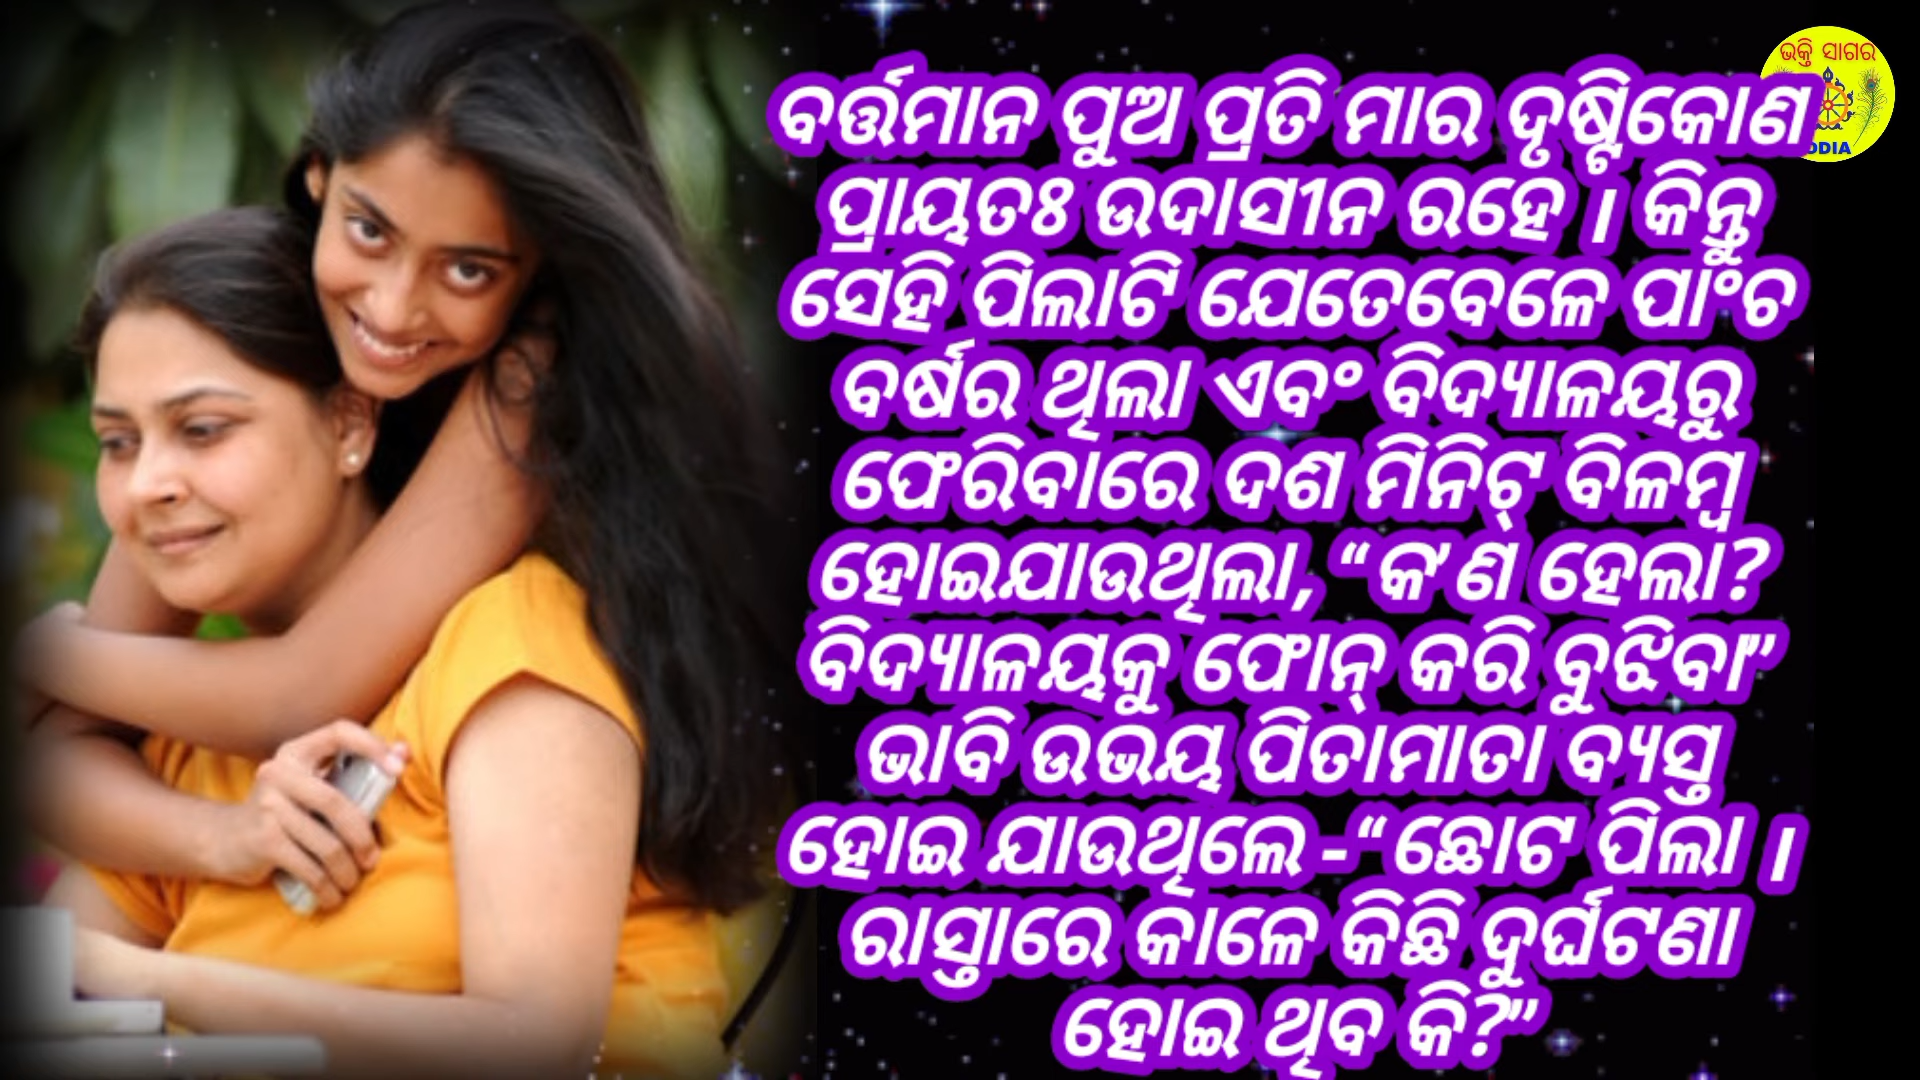 ଭକ୍ତି ସାଗର
ODIA
ବର୍ତ୍ତମାନ ପୁଅ ପ୍ରତି ମାର ଦୃଷ୍ଟିକୋଣ
ପ୍ରାୟତଃ ଉଦାସୀନ ରହେ । କିନ୍ତୁ
ସେହି ପିଲାଟି ଯେତେବେଳେ ପାଂଚ
ବର୍ଷର ଥିଲା ଏବଂ ବିଦ୍ୟାଳୟରୁ
ଫେରିବାରେ ଦଶ ମିନିଟ୍ ବିଳମ୍ବ
ହୋଇଯାଉଥିଲା, “ କ'ଣ ହେଲା?
ବିଦ୍ୟାଳୟକୁ ଫୋନ୍ କରି ବୁଝିବା”
ଭାବି ଉଭୟ ପିତାମାତା ବ୍ୟସ୍ତ
ହୋଇ ଯାଉଥିଲେ -“ ଛୋଟ ପିଲା ।
ରାସ୍ତାରେ କାଳେ କିଛି ଦୁର୍ଘଟଣା
ହୋଇ ଥିବ କି?”